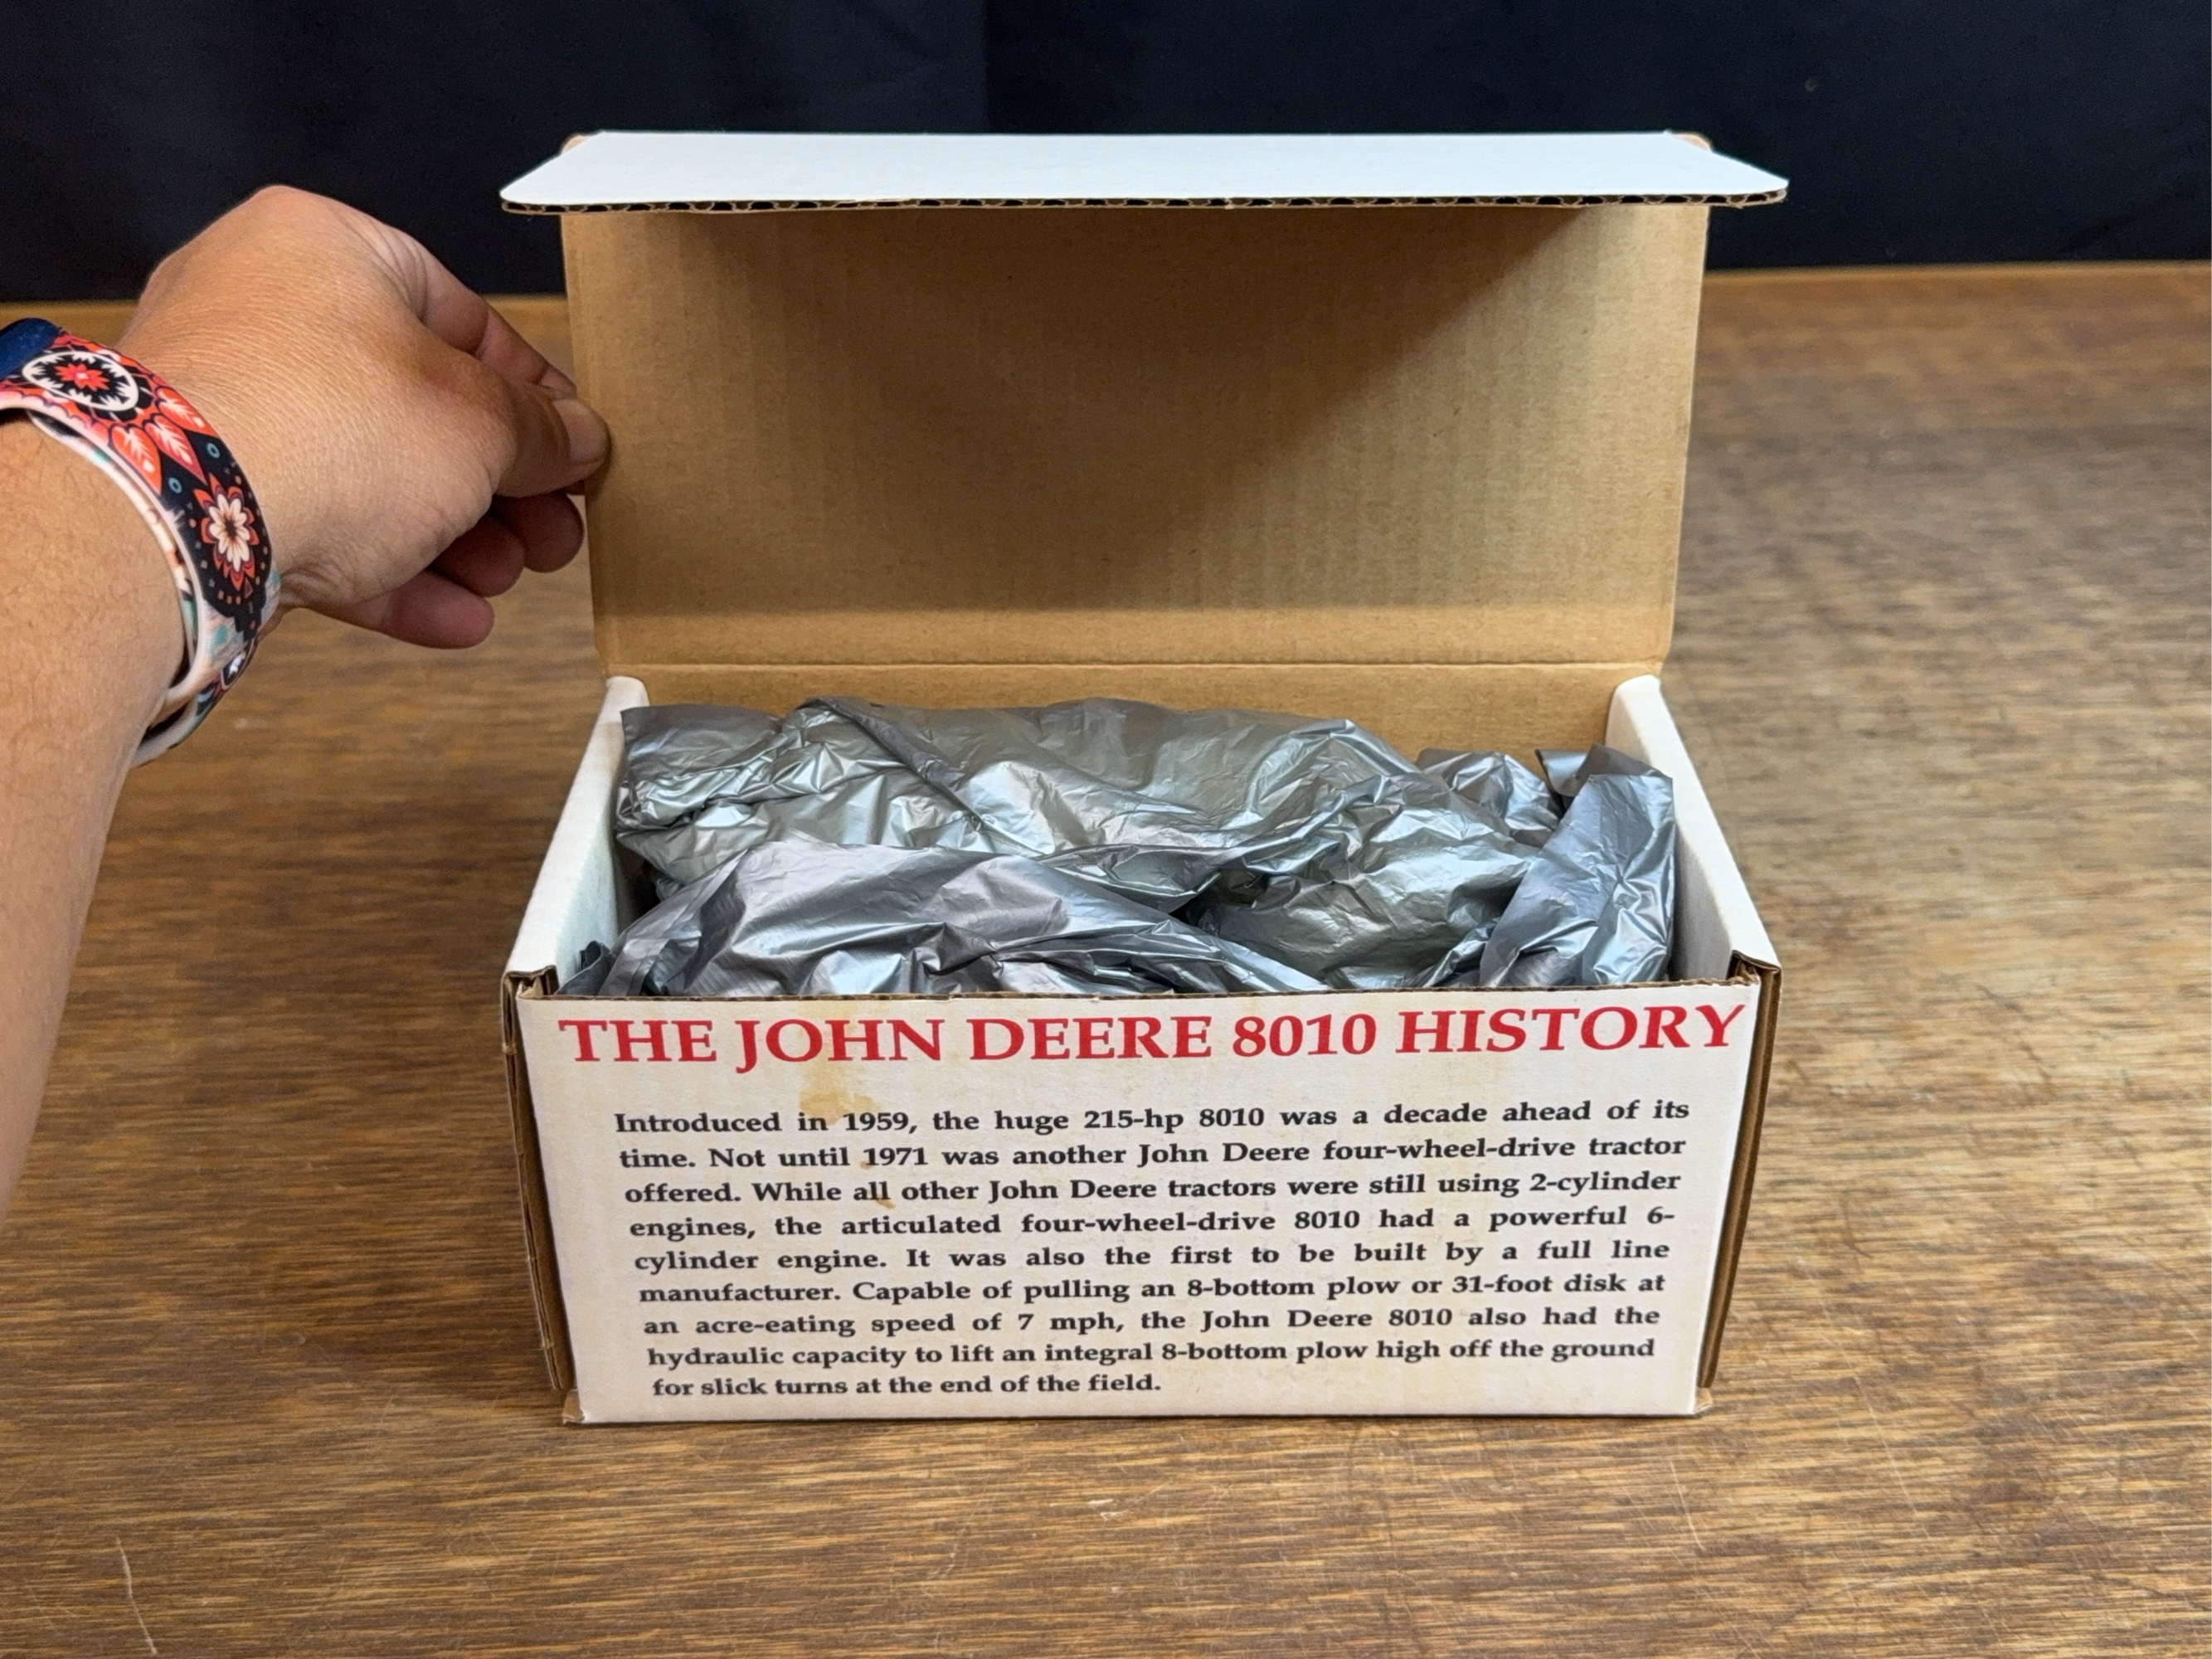 THE JOHN DEERE 8010 HISTORY
Introduced in 1959, the huge 215-hp 8010 was a decade ahead of its
time. Not until 1971 was another John Deere four-wheel-drive tractor
offered. While all other John Deere tractors were still using 2-cylinder
engines, the articulated four-wheel-drive 8010 had a powerful 6-
cylinder engine. It was also the first to be built by a full line
manufacturer. Capable of pulling an 8-bottom plow or 31-foot disk at
an acre-eating speed of 7 mph, the John Deere 8010 also had the
hydraulic capacity to lift an integral 8-bottom plow high off the ground
for slick turns at the end of the field.